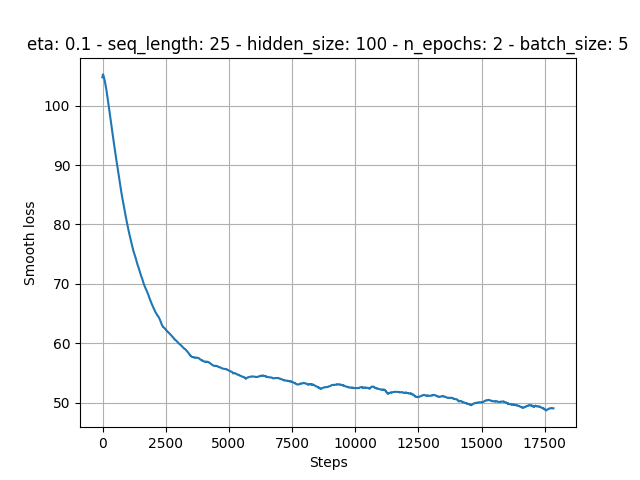 eta: 0.1 - seq_length: 25 - hidden_size: 100 - n_epochs: 2 - batch_size: 5
100
90
80
70
60
50
Smooth loss
0 2500 5000 7500 10000 12500 15000 17500
Steps